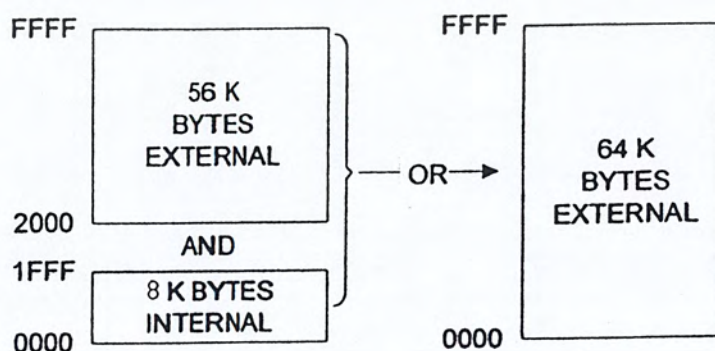 FFFF
56 K
BYTES
EXTERNAL
2000
AND
1FFF
8 K BYTES
INTERNAL
0000
OR
FFFF
64 K
BYTES
EXTERNAL
0000